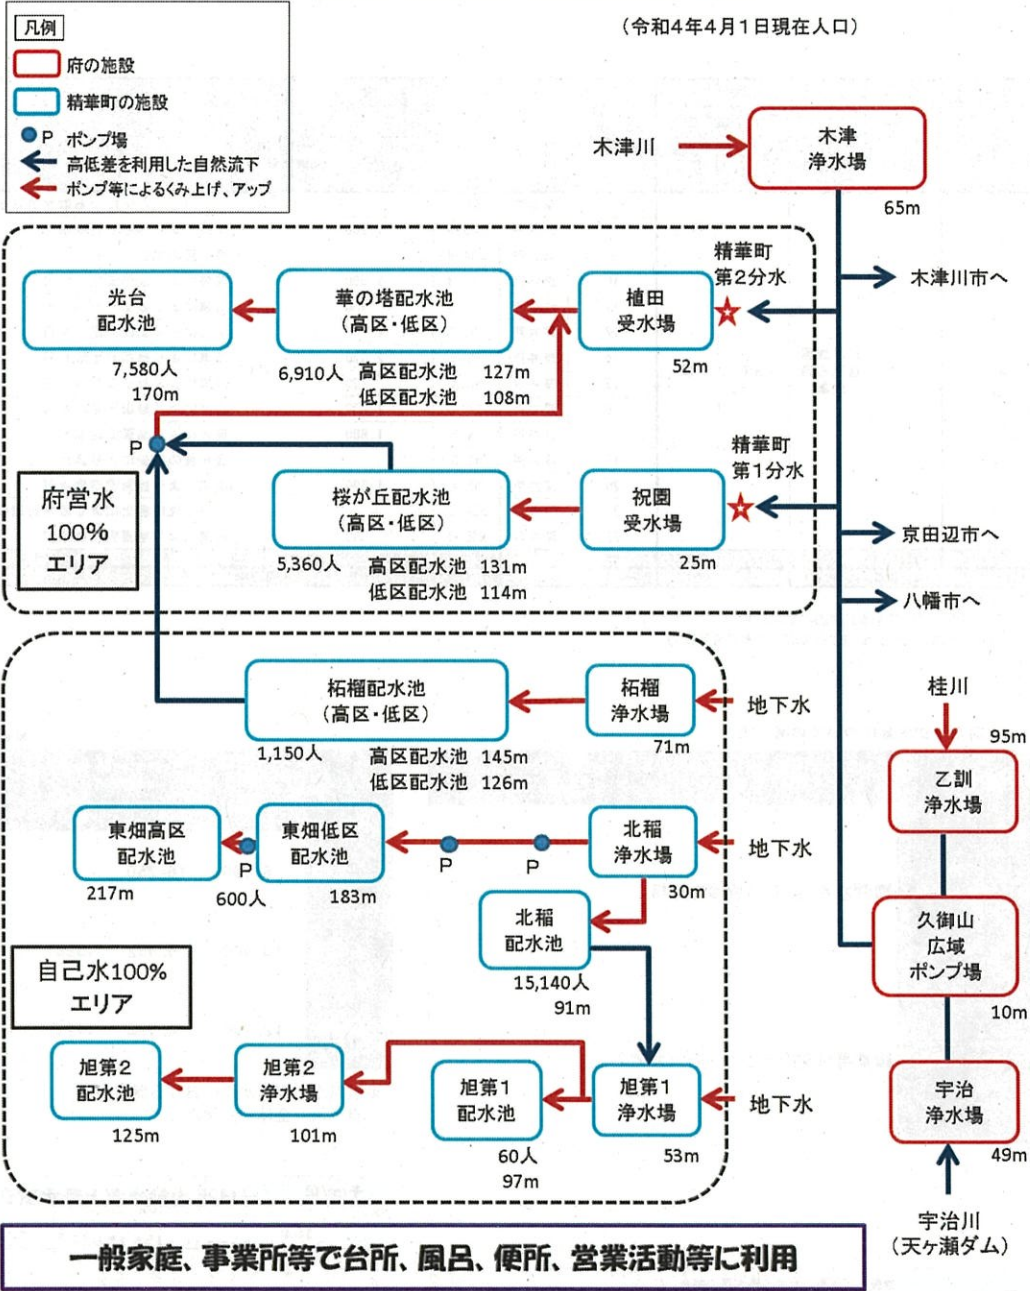 凡例
府の施設
精華町の施設
P ポンプ場
高低差を利用した自然流下
ポンプ等によるくみ上げ、アップ
（令和4年4月1日現在人口）
木津川
木津
浄水場
65m
木津川市へ
精華町
第2分水
植田
受水場
52m
華の塔配水池
（高区・低区）
6,910人 高区配水池 127m
低区配水池 108m
光台
配水池
7,580人
170m
P
精華町
第1分水
祝園
受水場
25m
桜が丘配水池
（高区・低区）
5,360人 高区配水池 131m
低区配水池 114m
府営水
100%
エリア
京田辺市へ
八幡市へ
柘榴配水池
（高区・低区）
1,150人 高区配水池 145m
低区配水池 126m
柘榴
浄水場
71m
地下水
桂川
95m
乙訓
浄水場
東畑高区
配水池
217m
P
600人
東畑低区
配水池
183m
P
P
北稲
浄水場
30m
地下水
北稲
配水池
15,140人
91m
久御山
広域
ポンプ場
10m
自己水100%
エリア
旭第2
配水池
125m
旭第2
浄水場
101m
旭第1
配水池
60人
97m
旭第1
浄水場
53m
地下水
宇治
浄水場
49m
宇治川
（天ヶ瀬ダム）
一般家庭、事業所等で台所、風呂、便所、営業活動等に利用